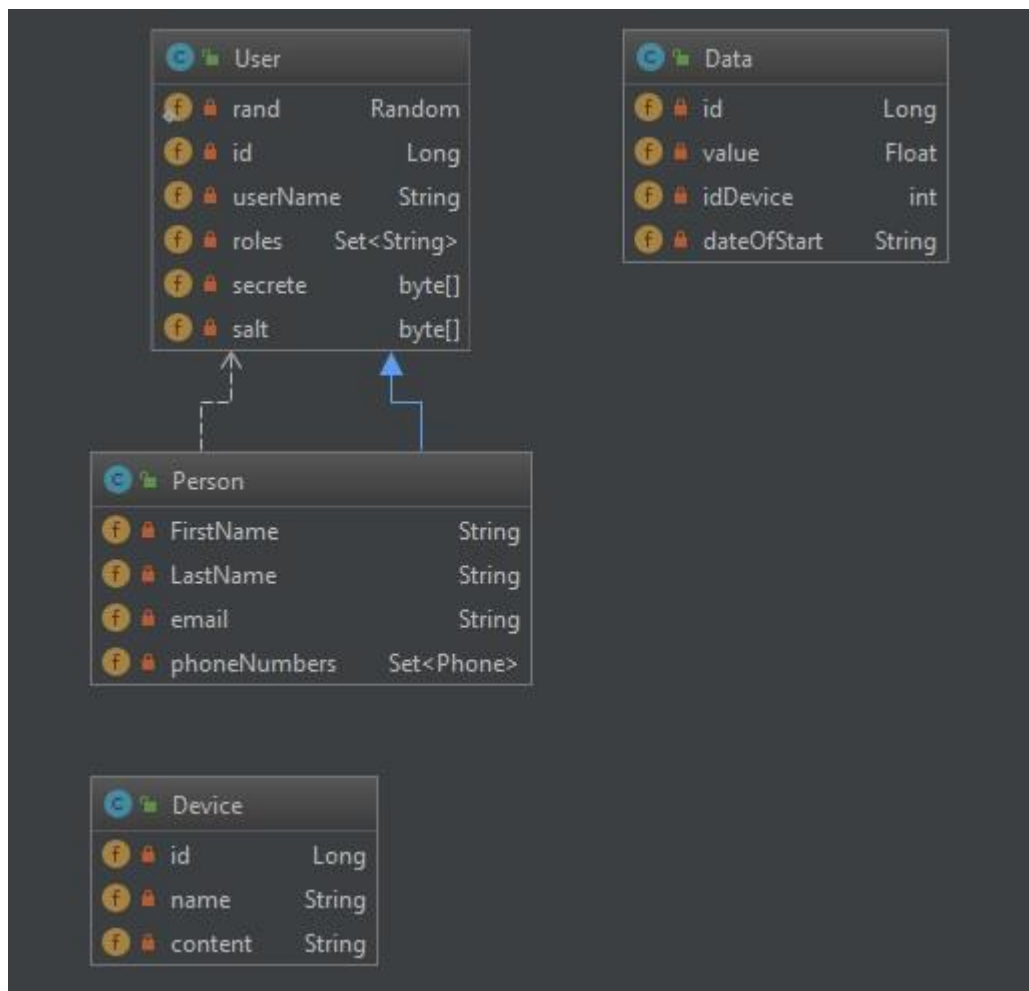 User
rand Random
id Long
userName String
roles Set<String>
secrete byte[]
salt byte[]
Data
id Long
value Float
idDevice int
dateOfStart String
Person
FirstName String
LastName String
email String
phoneNumbers Set<Phone>
Device
id Long
name String
content String